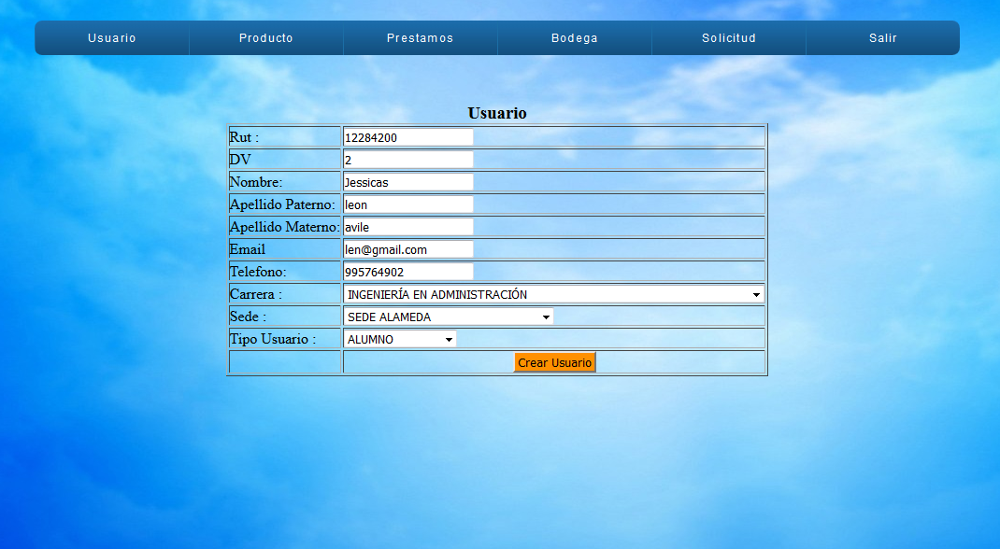 Usuario Producto Prestamos Bodega Solicitud Salir
Usuario
Rut : 12284200
DV 2
Nombre: Jessicas
Apellido Paterno: leon
Apellido Materno: avile
Email len@gmail.com
Telefono: 995764902
Carrera : INGENIERÍA EN ADMINISTRACIÓN
Sede : SEDE ALAMEDA
Tipo Usuario : ALUMNO
Crear Usuario